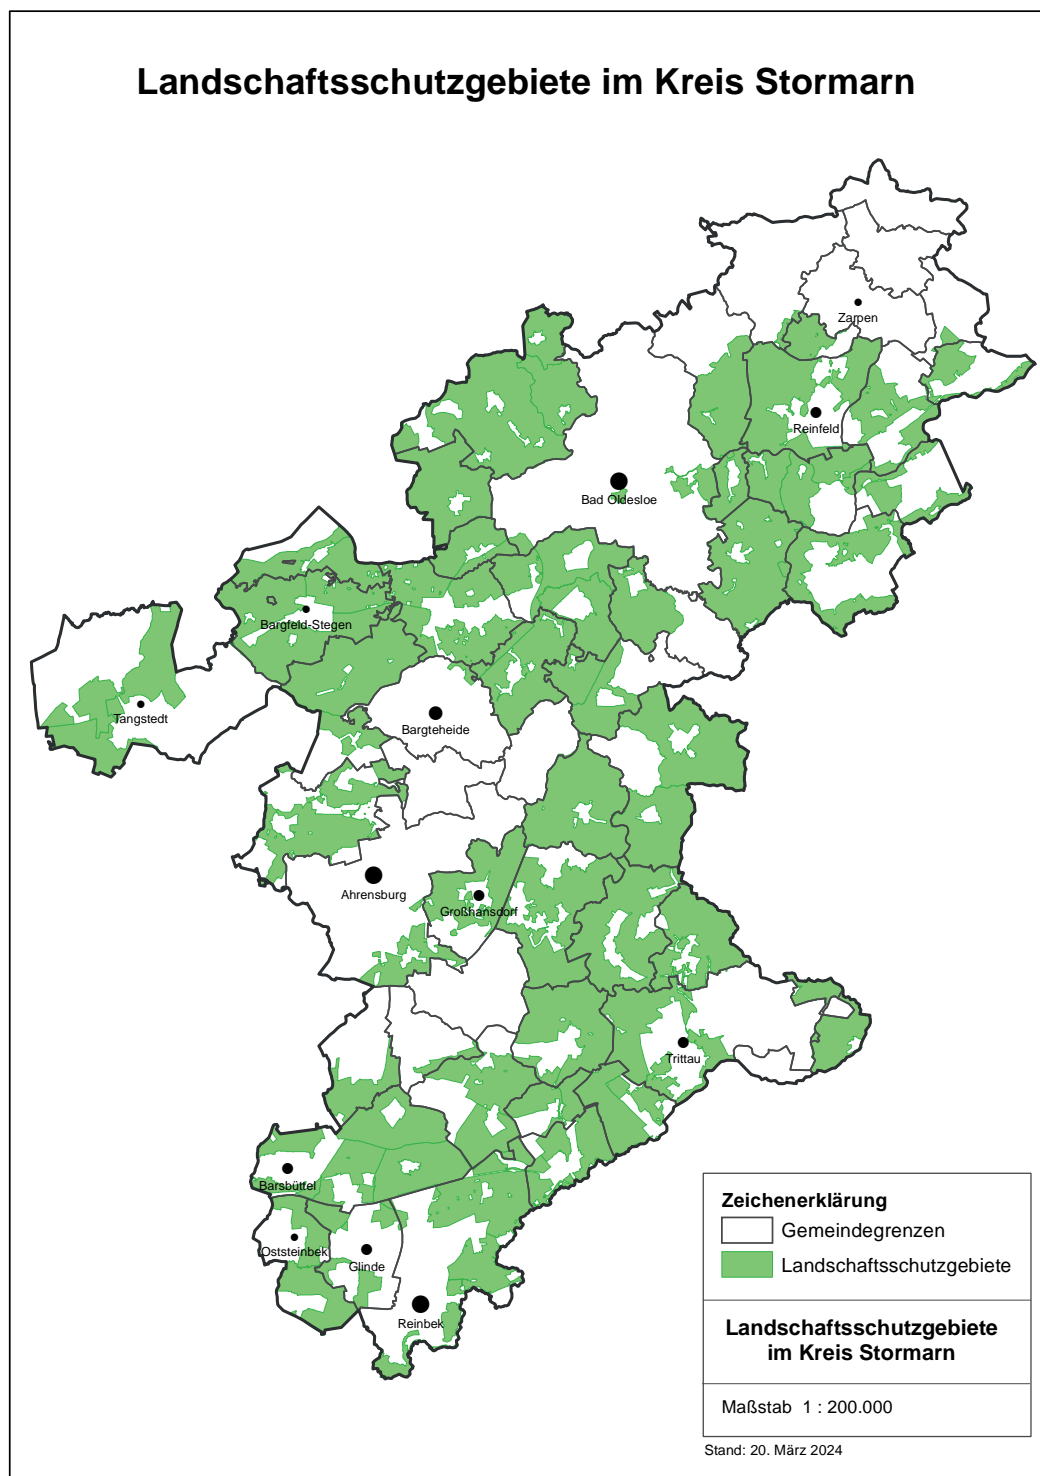 Landschaftsschutzgebiete im Kreis Stormarn
Zarpen
Reinfeld
Bad Oldesloe
Bargfeld-Stegen
Tangstedt
Bargteheide
Ahrensburg
Großhansdorf
Trittau
Barsbüttel
Oststeinbek
Glinde
Reinbek
Zeichenerklärung
Gemeindegrenzen
Landschaftsschutzgebiete
Landschaftsschutzgebiete
im Kreis Stormarn
Maßstab 1 : 200.000
Stand: 20. März 2024